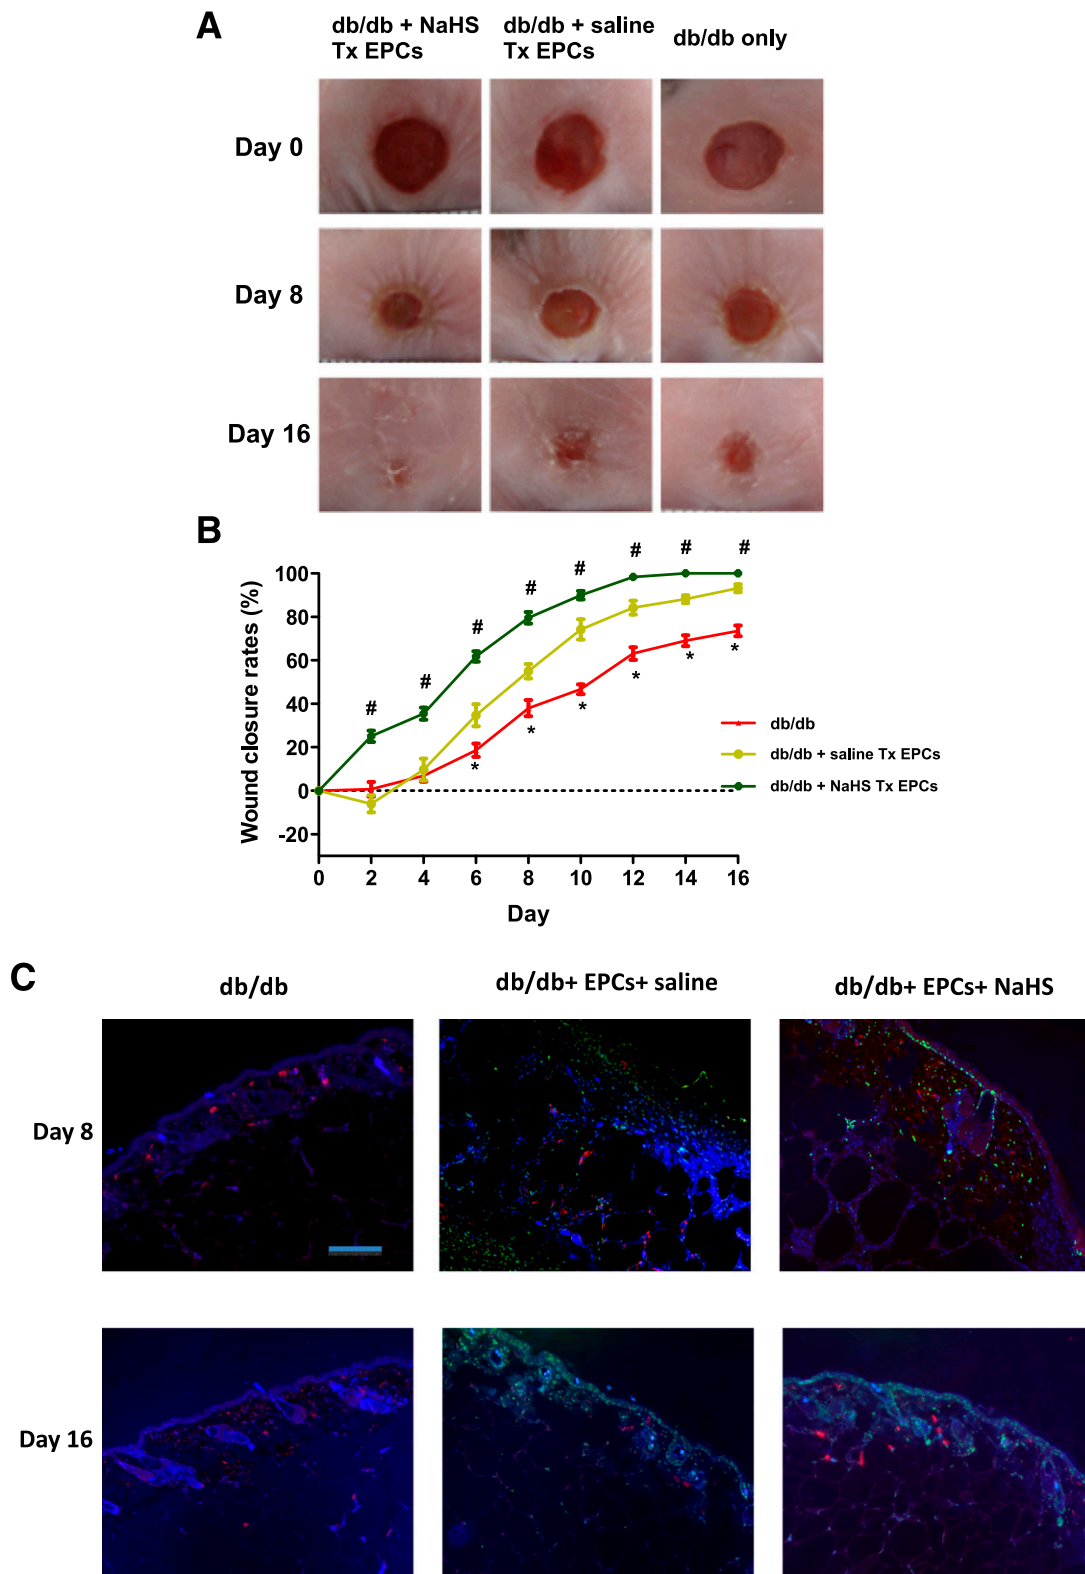 A
db/db + NaHS
Tx EPCs
db/db + saline
Tx EPCs
db/db only
Day 0
Day 8
Day 16
B
Wound closure rates (%)
100
80
60
40
20
0
-20
# # # # # # # #
* * * * * *
db/db
db/db + saline Tx EPCs
db/db + NaHS Tx EPCs
0 2 4 6 8 10 12 14 16
Day
C
db/db
db/db+ EPCs+ saline
db/db+ EPCs+ NaHS
Day 8
Day 16